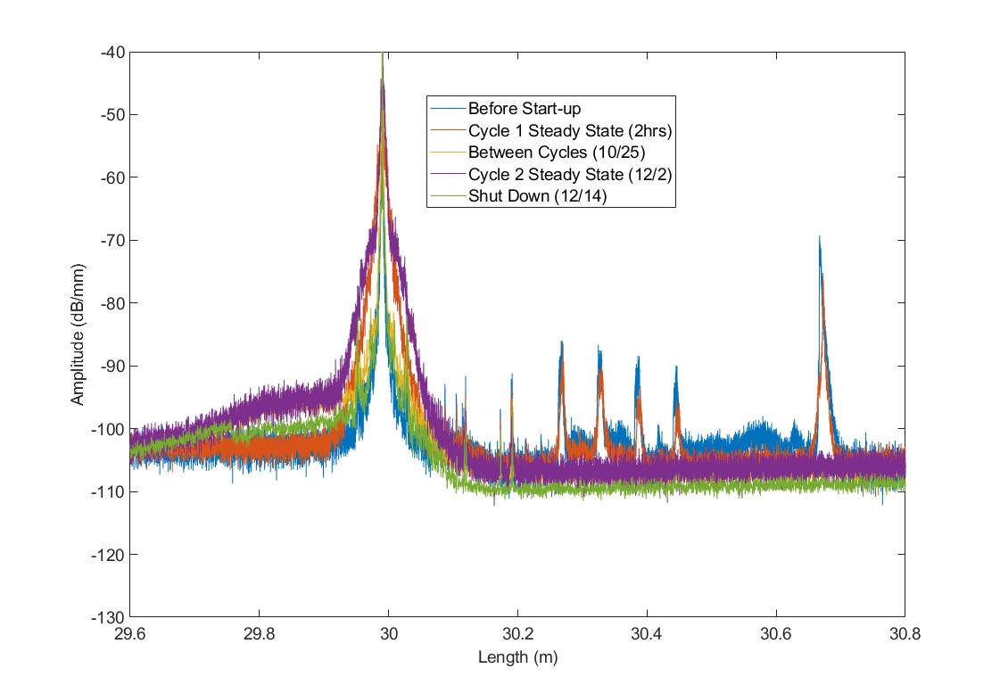 -40
-50
-60
-70
-80
-90
-100
-110
-120
-130
Amplitude (dB/mm)
Before Start-up
Cycle 1 Steady State (2hrs)
Between Cycles (10/25)
Cycle 2 Steady State (12/2)
Shut Down (12/14)
29.6 29.8 30 30.2 30.4 30.6 30.8
Length (m)